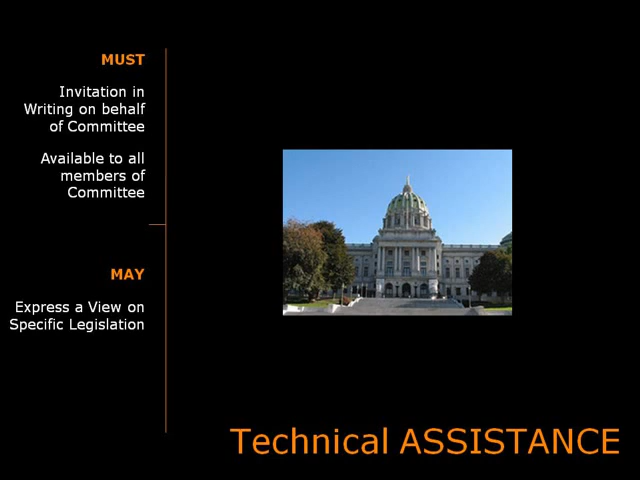 MUST
Invitation in
Writing on behalf
of Committee
Available to all
members of
Committee
MAY
Express a View on
Specific Legislation
Technical ASSISTANCE